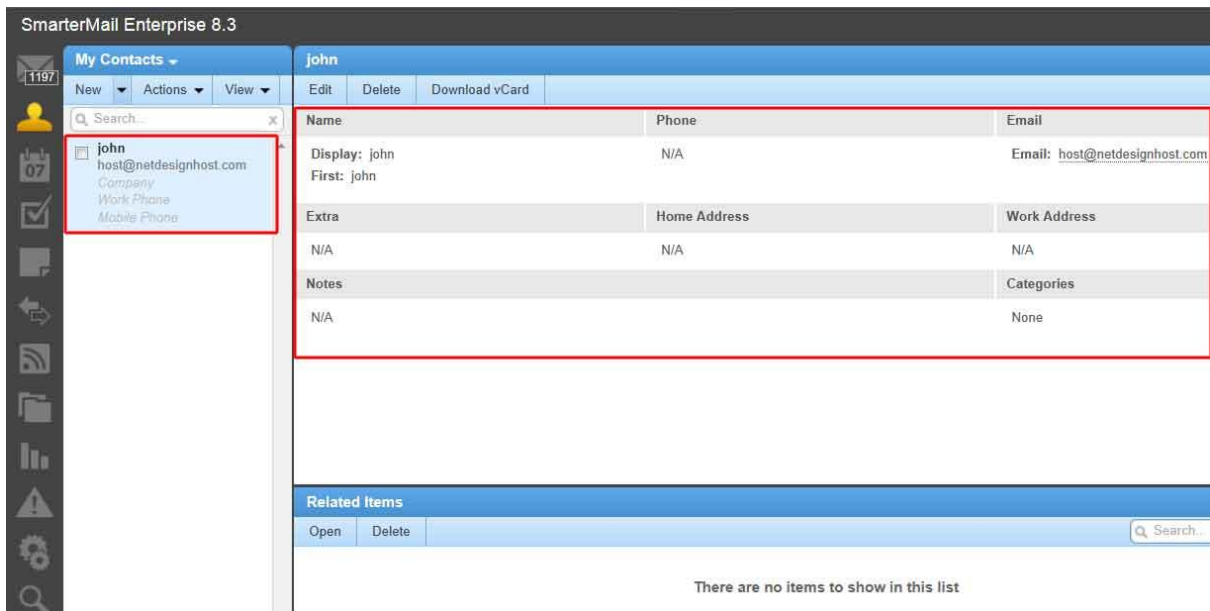 SmarterMail Enterprise 8.3
1197
07
My Contacts
New Actions View
Search... x
john
host@netdesignhost.com
Company
Work Phone
Mobile Phone
john
Edit Delete Download vCard
Name Phone Email
Display: john N/A Email: host@netdesignhost.com
First: john
Extra Home Address Work Address
N/A N/A N/A
Notes Categories
N/A None
Related Items
Open Delete Search...
There are no items to show in this list